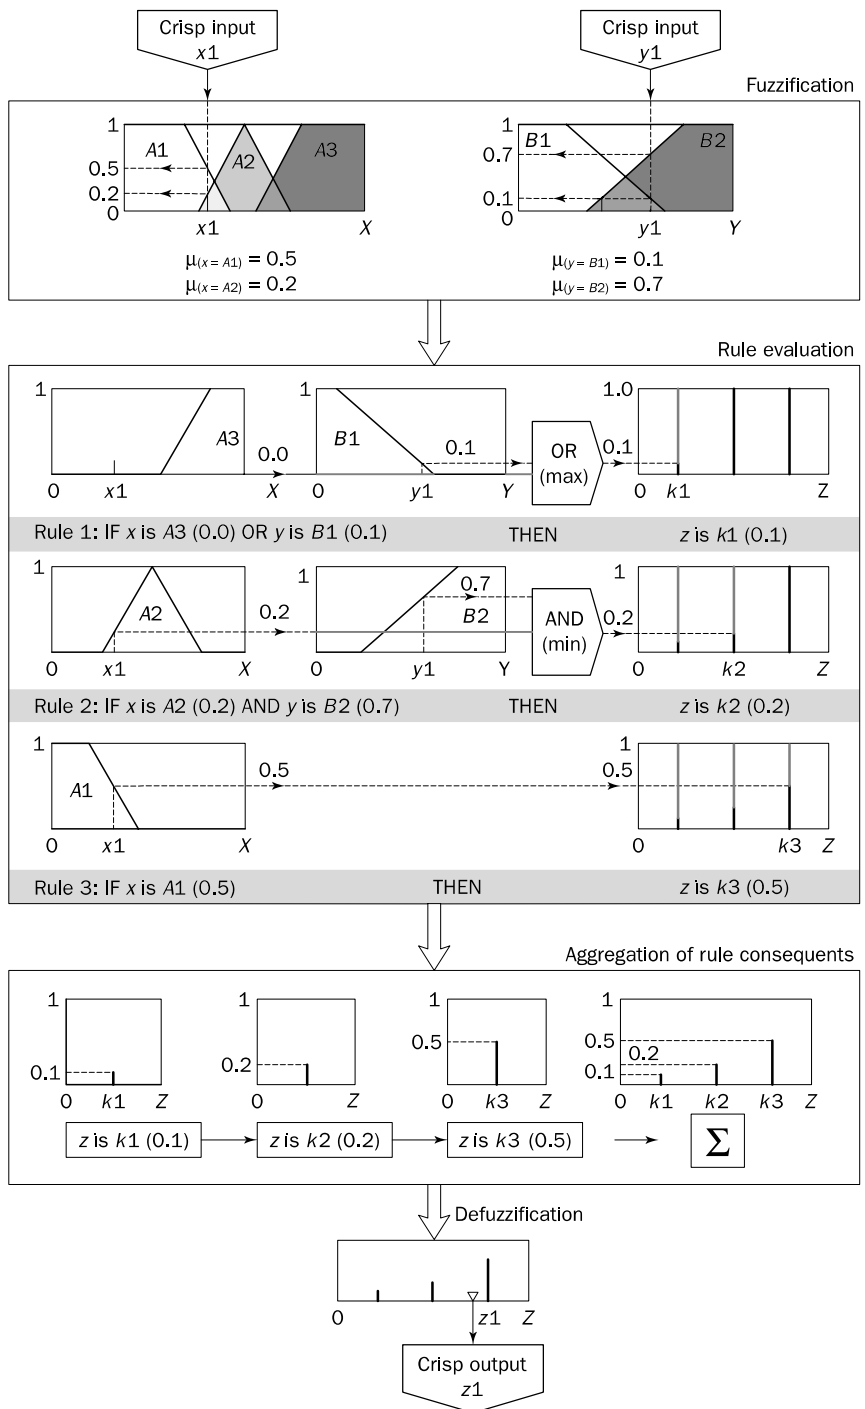 Crisp input
x1
Crisp input
y1
Fuzzification
1
0.5
0.2
0
A1
A2
A3
x1
X
1
0.7
0.1
0
B1
B2
y1
Y
μ(x = A1) = 0.5
μ(x = A2) = 0.2
μ(y = B1) = 0.1
μ(y = B2) = 0.7
Rule evaluation
1
A3
0
x1
X
0.0
1
B1
0.1
0
y1
Y
OR
(max)
0.1
1.0
0
k1
Z
Rule 1: IF x is A3 (0.0) OR y is B1 (0.1) THEN z is k1 (0.1)
1
A2
0
x1
X
0.2
1
0.7
B2
0
y1
Y
AND
(min)
0.2
1
0
k2
Z
Rule 2: IF x is A2 (0.2) AND y is B2 (0.7) THEN z is k2 (0.2)
1
A1
0
x1
X
0.5
0.5
1
0
k3
Z
Rule 3: IF x is A1 (0.5) THEN z is k3 (0.5)
Aggregation of rule consequents
1
0.1
0
k1
Z
1
0.2
0
Z
1
0.5
0
k3
Z
1
0.5
0.2
0.1
0
k1
k2
k3
Z
z is k1 (0.1)
z is k2 (0.2)
z is k3 (0.5)
Σ
Defuzzification
0
z1
Z
Crisp output
z1